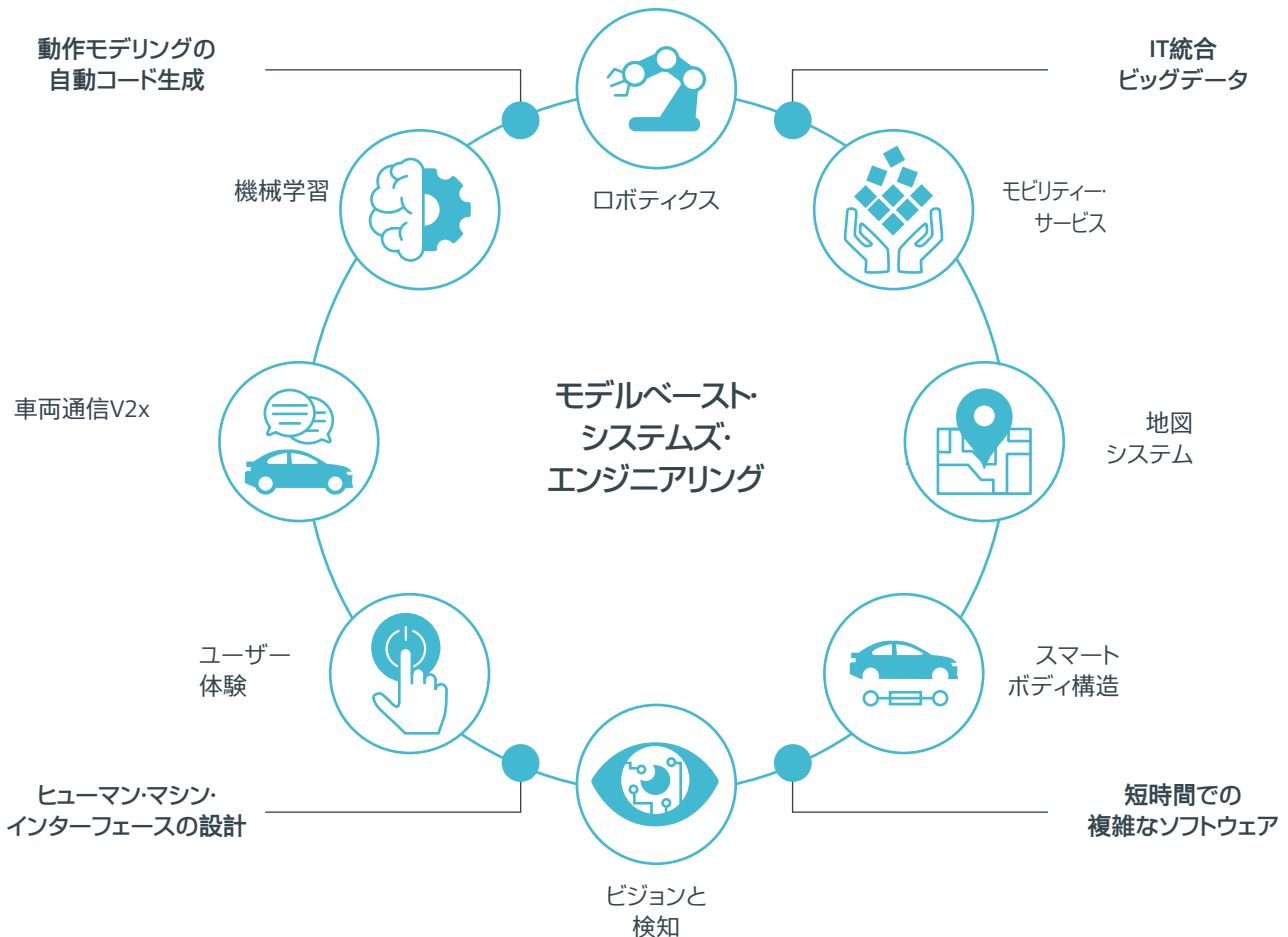 動作モデリングの
自動コード生成
IT統合
ビッグデータ
機械学習
ロボティクス
モビリティー・
サービス
車両通信V2x
モデルベースト・
システムズ・
エンジニアリング
地図
システム
ユーザー
体験
スマート
ボディ構造
ヒューマン・マシン・
インターフェースの設計
短時間での
複雑なソフトウェア
ビジョンと
検知